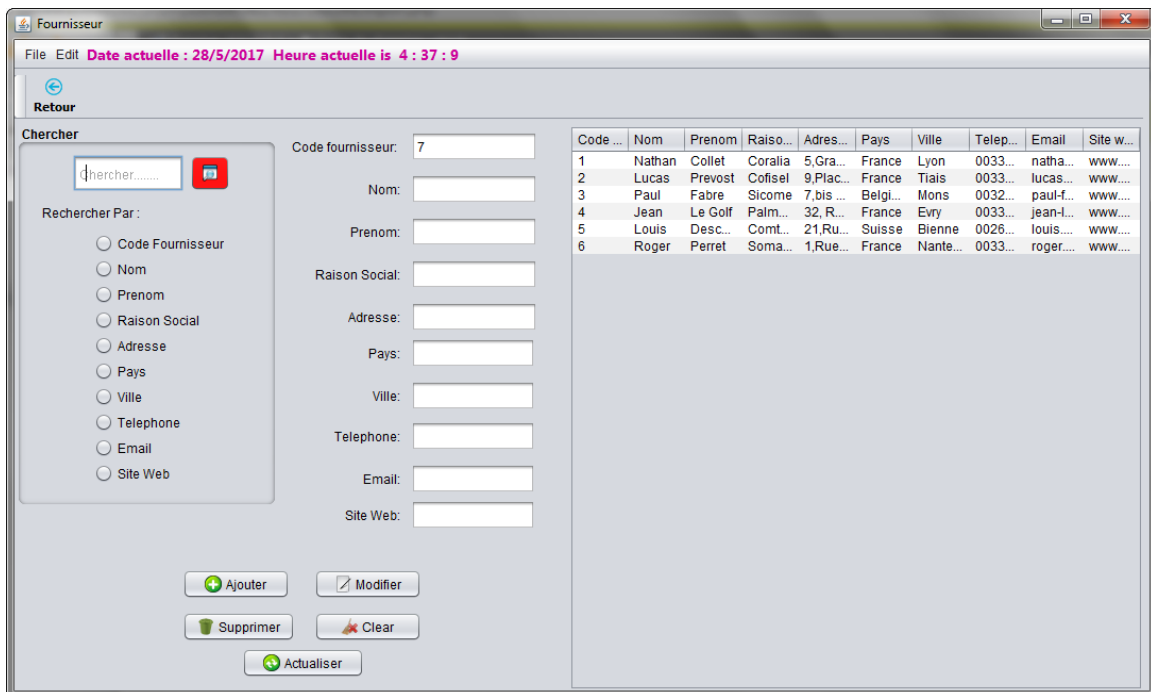 Fournisseur
File Edit Date actuelle : 28/5/2017 Heure actuelle is 4 : 37 : 9
Retour
Chercher
Chercher........
Rechercher Par :
Code Fournisseur
Nom
Prenom
Raison Social
Adresse
Pays
Ville
Telephone
Email
Site Web
Code fournisseur: 7
Nom:
Prenom:
Raison Social:
Adresse:
Pays:
Ville:
Telephone:
Email:
Site Web:
Ajouter Modifier
Supprimer Clear
Actualiser
Code ... Nom Prenom Raiso... Adres... Pays Ville Telep... Email Site w...
1 Nathan Collet Coralia 5,Gra... France Lyon 0033... natha... www....
2 Lucas Prevost Cofisel 9,Plac... France Tiais 0033... lucas... www....
3 Paul Fabre Sicome 7,bis ... Belgi... Mons 0032... paul-f... www....
4 Jean Le Golf Palm... 32, R... France Evry 0033... jean-l... www....
5 Louis Desc... Comt... 21,Ru... Suisse Bienne 0026... louis.... www....
6 Roger Perret Soma... 1,Rue... France Nante... 0033... roger.... www....